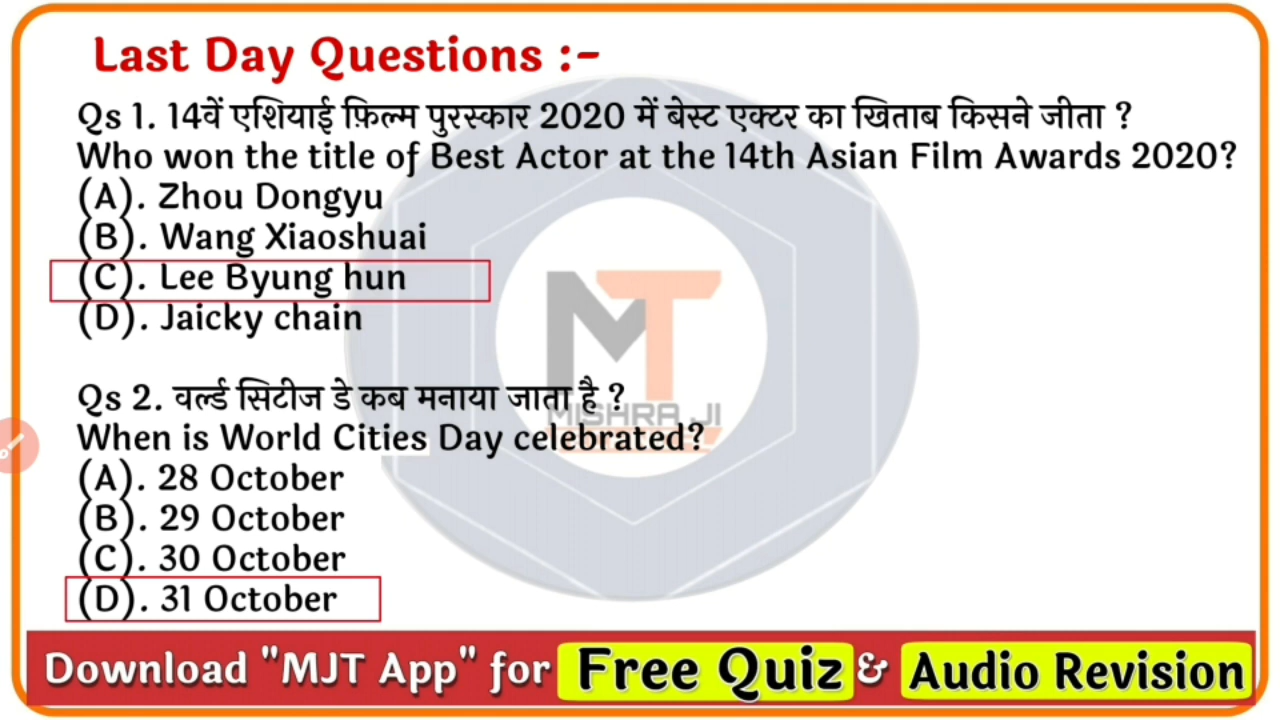 Last Day Questions :-
Qs 1. 14वें एशियाई फ़िल्म पुरस्कार 2020 में बेस्ट एक्टर का खिताब किसने जीता ?
Who won the title of Best Actor at the 14th Asian Film Awards 2020?
(A). Zhou Dongyu
(B). Wang Xiaoshuai
(C). Lee Byung hun
(D). Jaicky chain
Qs 2. वर्ल्ड सिटीज डे कब मनाया जाता है ?
MISHRA JI
When is World Cities Day celebrated?
(A). 28 October
(B). 29 October
(C). 30 October
(D). 31 October
Download "MJT App" for Free Quiz & Audio Revision